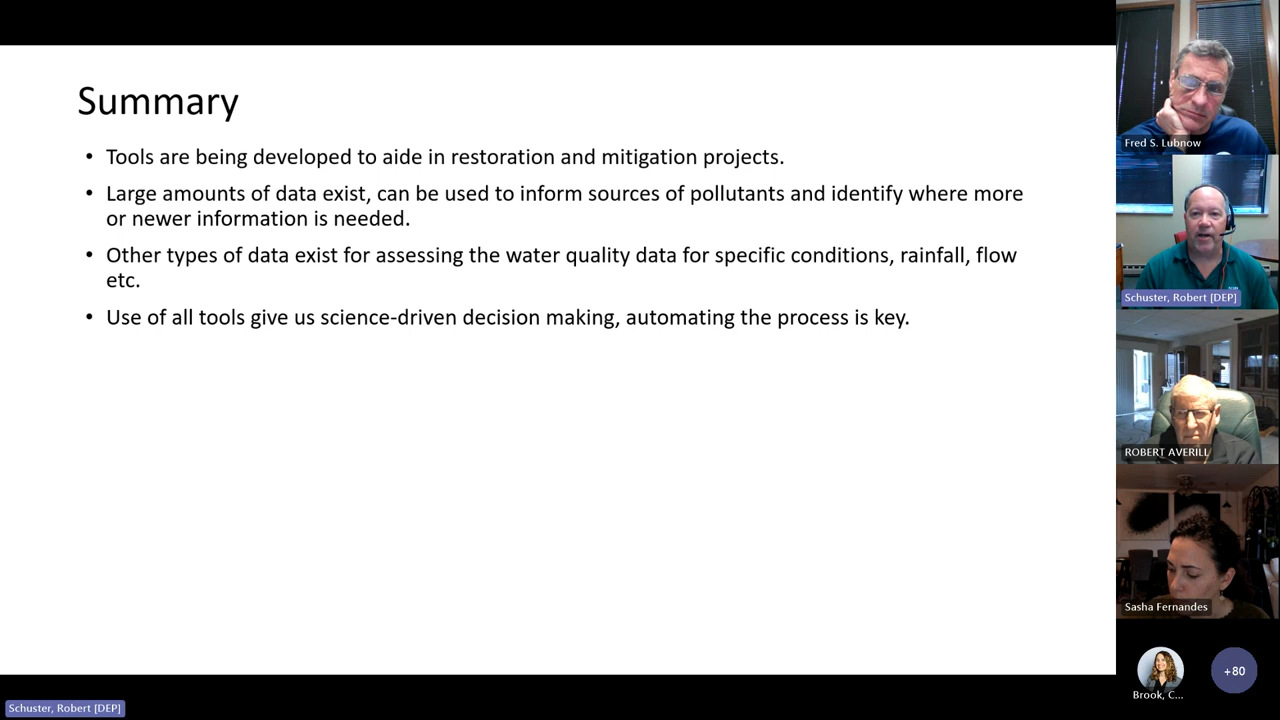 Summary
• Tools are being developed to aide in restoration and mitigation projects.
• Large amounts of data exist, can be used to inform sources of pollutants and identify where more
or newer information is needed.
• Other types of data exist for assessing the water quality data for specific conditions, rainfall, flow
etc.
• Use of all tools give us science-driven decision making, automating the process is key.
Fred S. Lubnow
Schuster, Robert [DEP]
ROBERT AVERILL
Sasha Fernandes
Brook, C...
+80
Schuster, Robert [DEP]